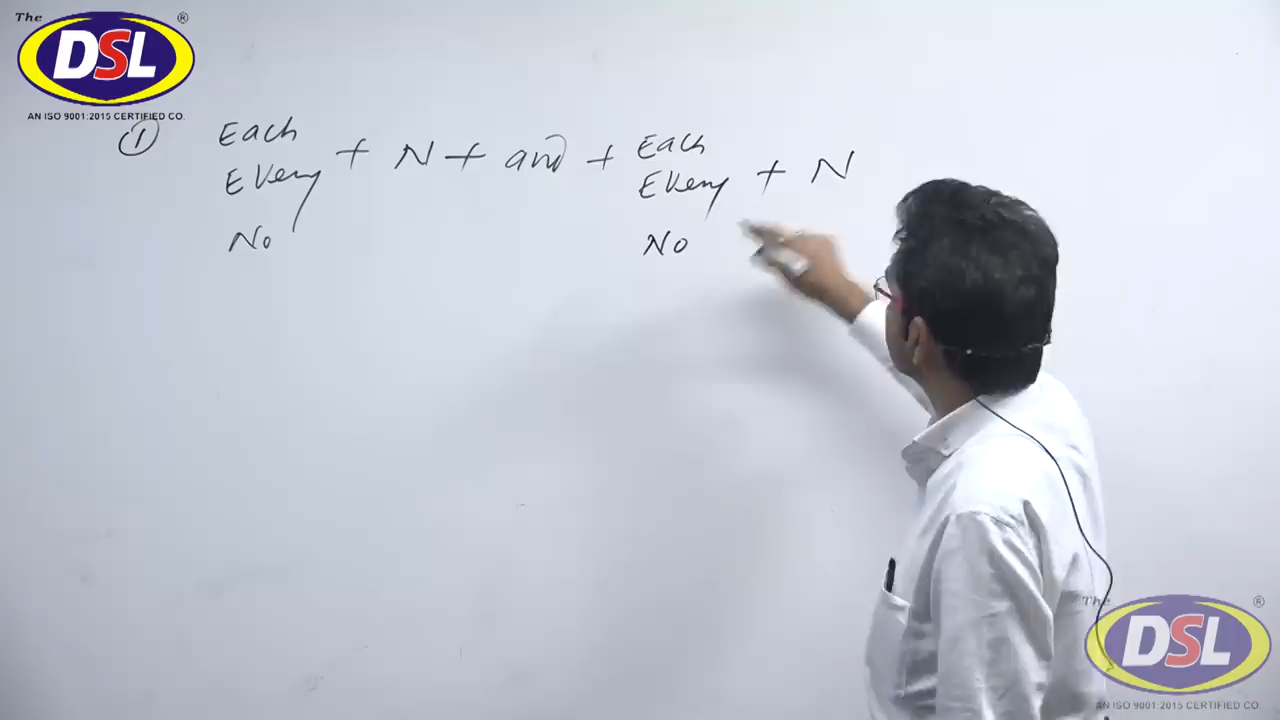 The
®
DSL
AN ISO 9001:2015 CERTIFIED CO.
① Each
Every + N + and + Each
Every + N
No
No
The
®
DSL
AN ISO 9001:2015 CERTIFIED CO.